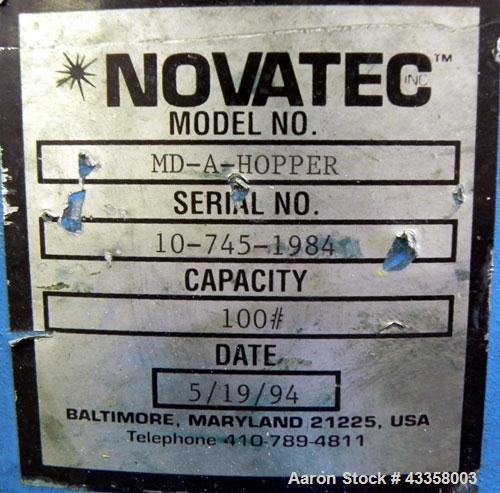 NOVATEC INC ™
MODEL NO.
MD-A-HOPPER
SERIAL NO.
10-745-1984
CAPACITY
100#
DATE
5/19/94
BALTIMORE, MARYLAND 21225, USA
Telephone 410-789-4811
Aaron Stock # 43358003